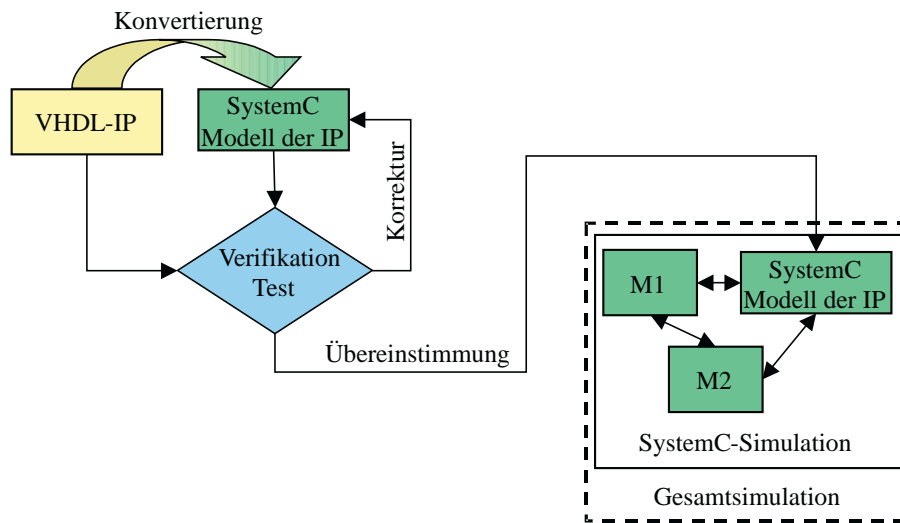 Konvertierung
VHDL-IP
SystemC
Modell der IP
Korrektur
Verifikation
Test
Übereinstimmung
SystemC
Modell der IP
M1
M2
SystemC-Simulation
Gesamtsimulation